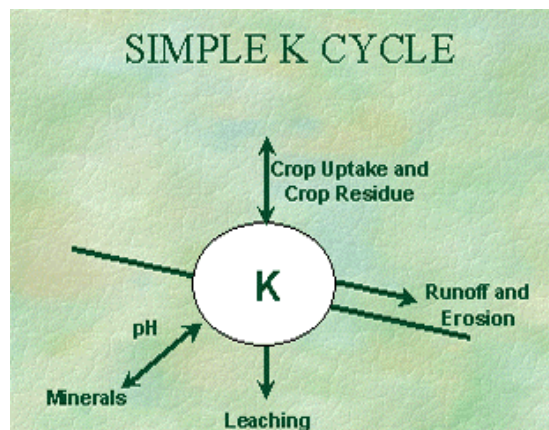 SIMPLE K CYCLE
Crop Uptake and
Crop Residue
K
Runoff and
Erosion
pH
Minerals
Leaching